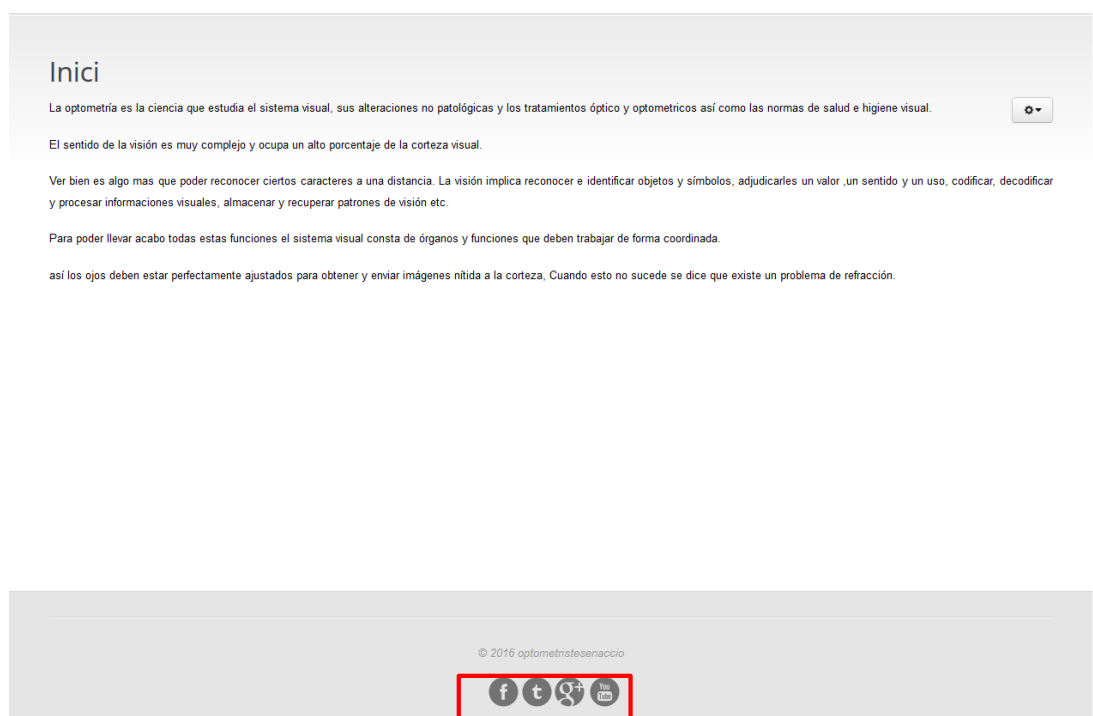 Inici
La optometría es la ciencia que estudia el sistema visual, sus alteraciones no patológicas y los tratamientos óptico y optometricos así como las normas de salud e higiene visual.
El sentido de la visión es muy complejo y ocupa un alto porcentaje de la corteza visual.
Ver bien es algo mas que poder reconocer ciertos caracteres a una distancia. La visión implica reconocer e identificar objetos y símbolos, adjudicarles un valor ,un sentido y un uso, codificar, decodificar
y procesar informaciones visuales, almacenar y recuperar patrones de visión etc.
Para poder llevar acabo todas estas funciones el sistema visual consta de órganos y funciones que deben trabajar de forma coordinada.
así los ojos deben estar perfectamente ajustados para obtener y enviar imágenes nítida a la corteza, Cuando esto no sucede se dice que existe un problema de refracción.
© 2016 optometristesenaccio
f t g+ You Tube